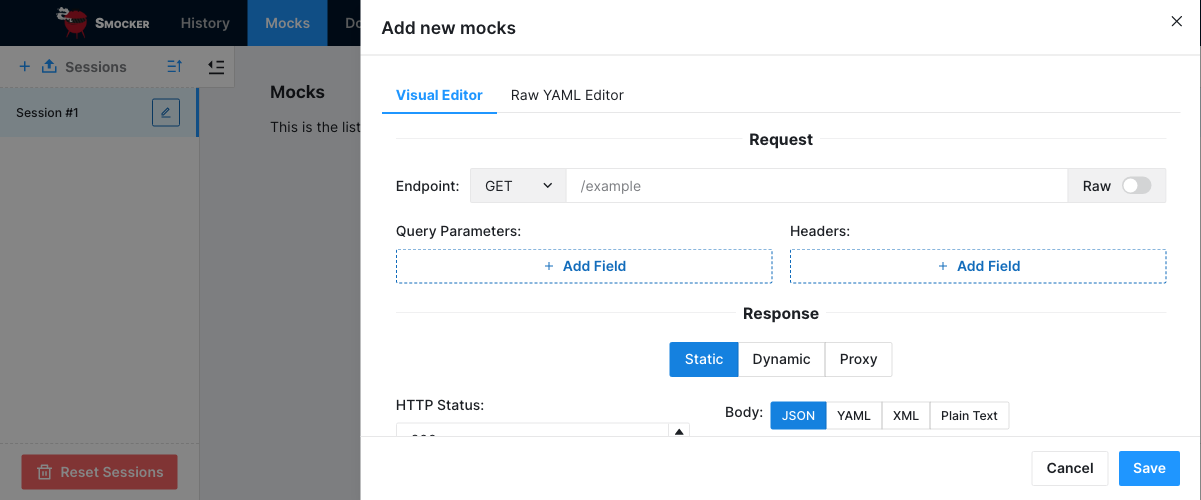 SMOCKER History Mocks Do
Add new mocks
Sessions
Session #1
Mocks
This is the list
Reset Sessions
Visual Editor Raw YAML Editor
Request
Endpoint: GET /example Raw
Query Parameters: Headers:
+ Add Field + Add Field
Response
Static Dynamic Proxy
HTTP Status: Body: JSON YAML XML Plain Text
Cancel Save